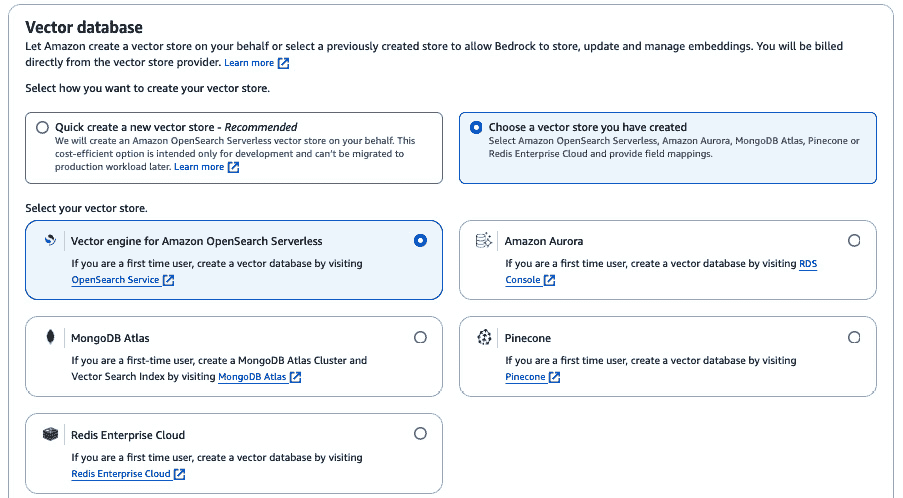 Vector database
Let Amazon create a vector store on your behalf or select a previously created store to allow Bedrock to store, update and manage embeddings. You will be billed
directly from the vector store provider. Learn more
Select how you want to create your vector store.
Quick create a new vector store - Recommended
We will create an Amazon OpenSearch Serverless vector store on your behalf. This
cost-efficient option is intended only for development and can't be migrated to
production workload later. Learn more
Choose a vector store you have created
Select Amazon OpenSearch Serverless, Amazon Aurora, MongoDB Atlas, Pinecone or
Redis Enterprise Cloud and provide field mappings.
Select your vector store.
Vector engine for Amazon OpenSearch Serverless
If you are a first time user, create a vector database by visiting
OpenSearch Service
Amazon Aurora
If you are a first time user, create a vector database by visiting RDS
Console
MongoDB Atlas
If you are a first-time user, create a MongoDB Atlas Cluster and
Vector Search Index by visiting MongoDB Atlas
Pinecone
If you are a first time user, create a vector database by visiting
Pinecone
Redis Enterprise Cloud
If you are a first time user, create a vector database by visiting
Redis Enterprise Cloud